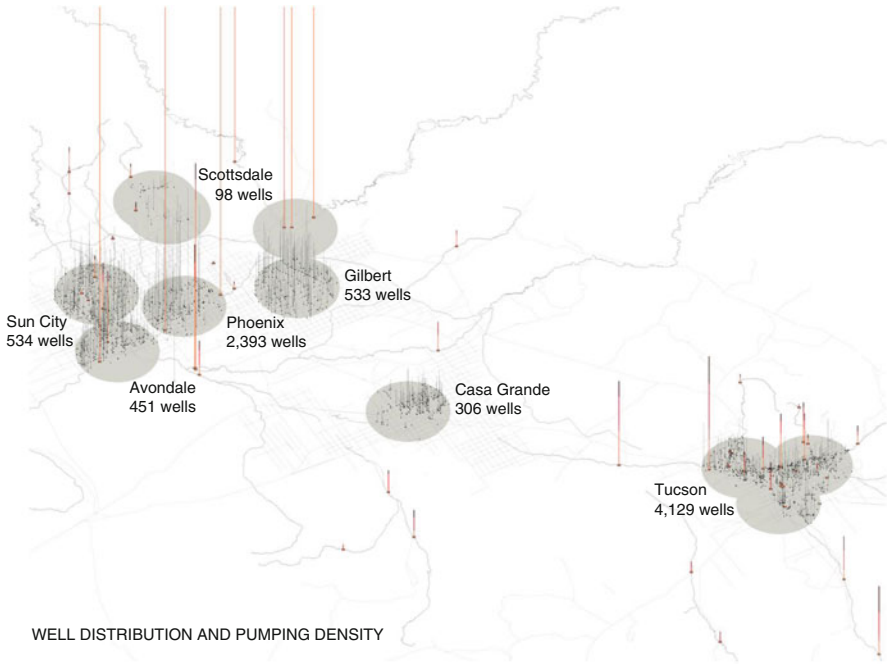 Scottsdale
98 wells
Gilbert
533 wells
Sun City
534 wells
Phoenix
2,393 wells
Avondale
451 wells
Casa Grande
306 wells
Tucson
4,129 wells
WELL DISTRIBUTION AND PUMPING DENSITY